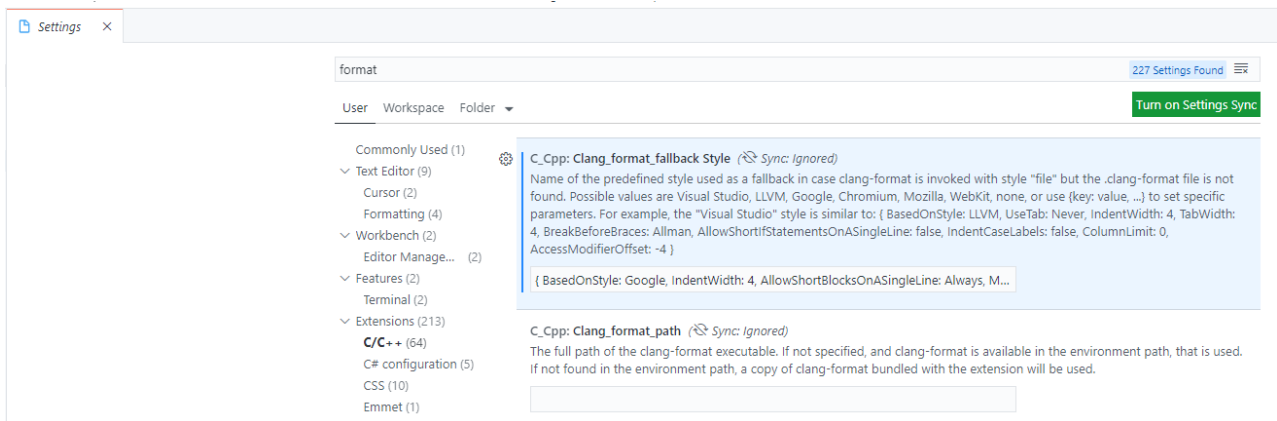 Settings
format
227 Settings Found
User Workspace Folder
Turn on Settings Sync
Commonly Used (1)
Text Editor (9)
Cursor (2)
Formatting (4)
Workbench (2)
Editor Manage... (2)
Features (2)
Terminal (2)
Extensions (213)
C/C++ (64)
C# configuration (5)
CSS (10)
Emmet (1)
C_Cpp: Clang_format_fallback Style (Sync: Ignored)
Name of the predefined style used as a fallback in case clang-format is invoked with style "file" but the .clang-format file is not
found. Possible values are Visual Studio, LLVM, Google, Chromium, Mozilla, WebKit, none, or use {key: value, ...} to set specific
parameters. For example, the "Visual Studio" style is similar to: { BasedOnStyle: LLVM, UseTab: Never, IndentWidth: 4, TabWidth:
4, BreakBeforeBraces: Allman, AllowShortIfStatementsOnASingleLine: false, IndentCaseLabels: false, ColumnLimit: 0,
AccessModifierOffset: -4 }
{ BasedOnStyle: Google, IndentWidth: 4, AllowShortBlocksOnASingleLine: Always, M...
C_Cpp: Clang_format_path (Sync: Ignored)
The full path of the clang-format executable. If not specified, and clang-format is available in the environment path, that is used.
If not found in the environment path, a copy of clang-format bundled with the extension will be used.